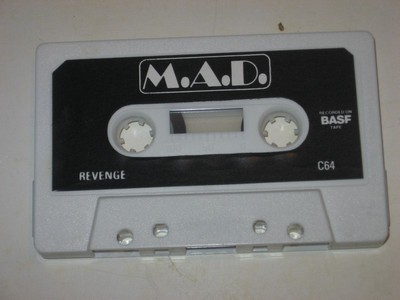 M.A.D.
RECORDED ON
BASF
TAPE
REVENGE
C64